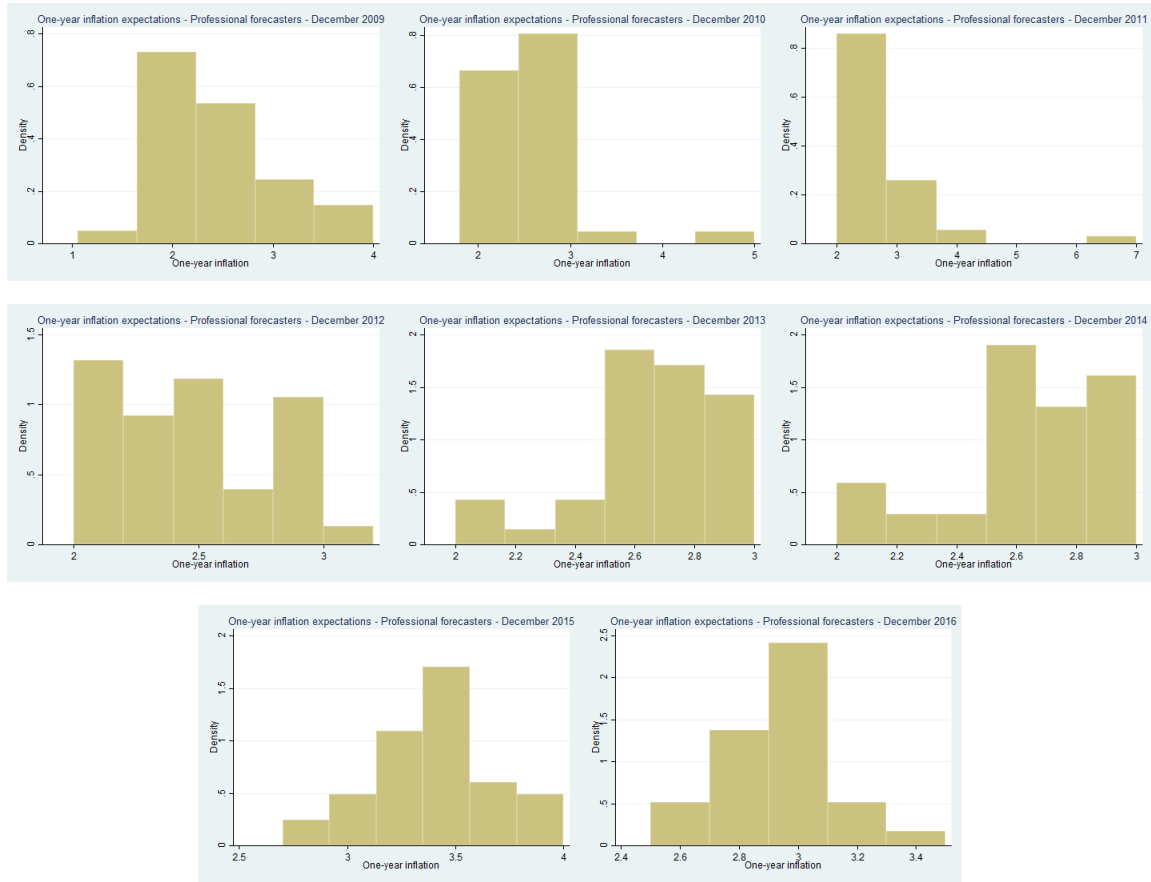 One-year inflation expectations - Professional forecasters - December 2009
.8
.6
.4
.2
0
Density
1 2 3 4
One-year inflation
One-year inflation expectations - Professional forecasters - December 2010
.8
.6
.4
.2
0
Density
2 3 4 5
One-year inflation
One-year inflation expectations - Professional forecasters - December 2011
.8
.6
.4
.2
0
Density
2 3 4 5 6 7
One-year inflation
One-year inflation expectations - Professional forecasters - December 2012
1.5
1
.5
0
Density
2 2.5 3
One-year inflation
One-year inflation expectations - Professional forecasters - December 2013
2
1.5
1
.5
0
Density
2 2.2 2.4 2.6 2.8 3
One-year inflation
One-year inflation expectations - Professional forecasters - December 2014
2
1.5
1
.5
0
Density
2 2.2 2.4 2.6 2.8 3
One-year inflation
One-year inflation expectations - Professional forecasters - December 2015
2
1.5
1
.5
0
Density
2.5 3 3.5 4
One-year inflation
One-year inflation expectations - Professional forecasters - December 2016
2.5
2
1.5
1
.5
0
Density
2.4 2.6 2.8 3 3.2 3.4
One-year inflation